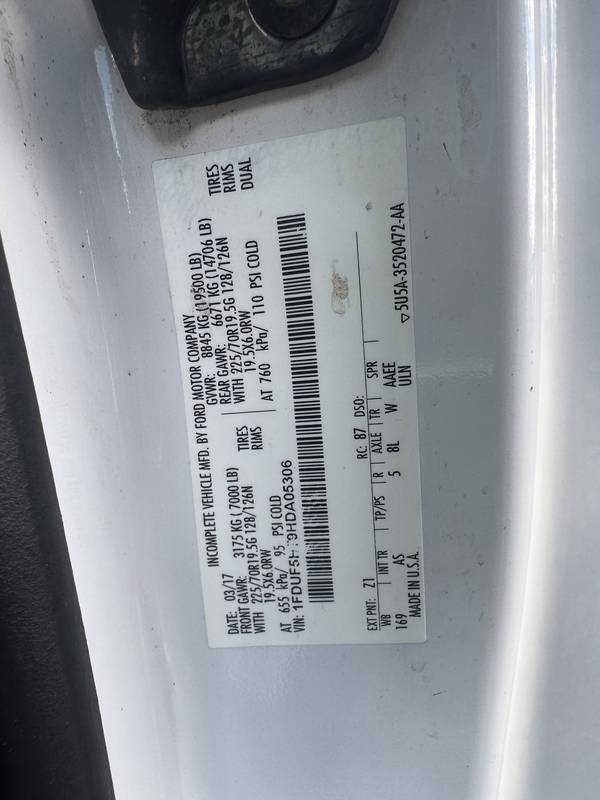 INCOMPLETE VEHICLE MFD. BY FORD MOTOR COMPANY
DATE: 03/17 GVWR: 8845 KG (19500 LB)
FRONT GAWR: 3175 KG (7000 LB) REAR GAWR: 6671 KG (14706 LB)
WITH 225/70R19.5G 128/126N TIRES WITH 225/70R19.5G 128/126N TIRES
19.5X6.0RW RIMS 19.5X6.0RW RIMS
AT 655 kPa/ 95 PSI COLD AT 760 kPa/ 110 PSI COLD DUAL
VIN:
EXT PNT: Z1 RC: 87 DSO:
WB INT TR TP/PS R AXLE TR SPR
169 AS 5 8L W AAEE
ULN
MADE IN U.S.A.
▽5U5A-3520472-AA